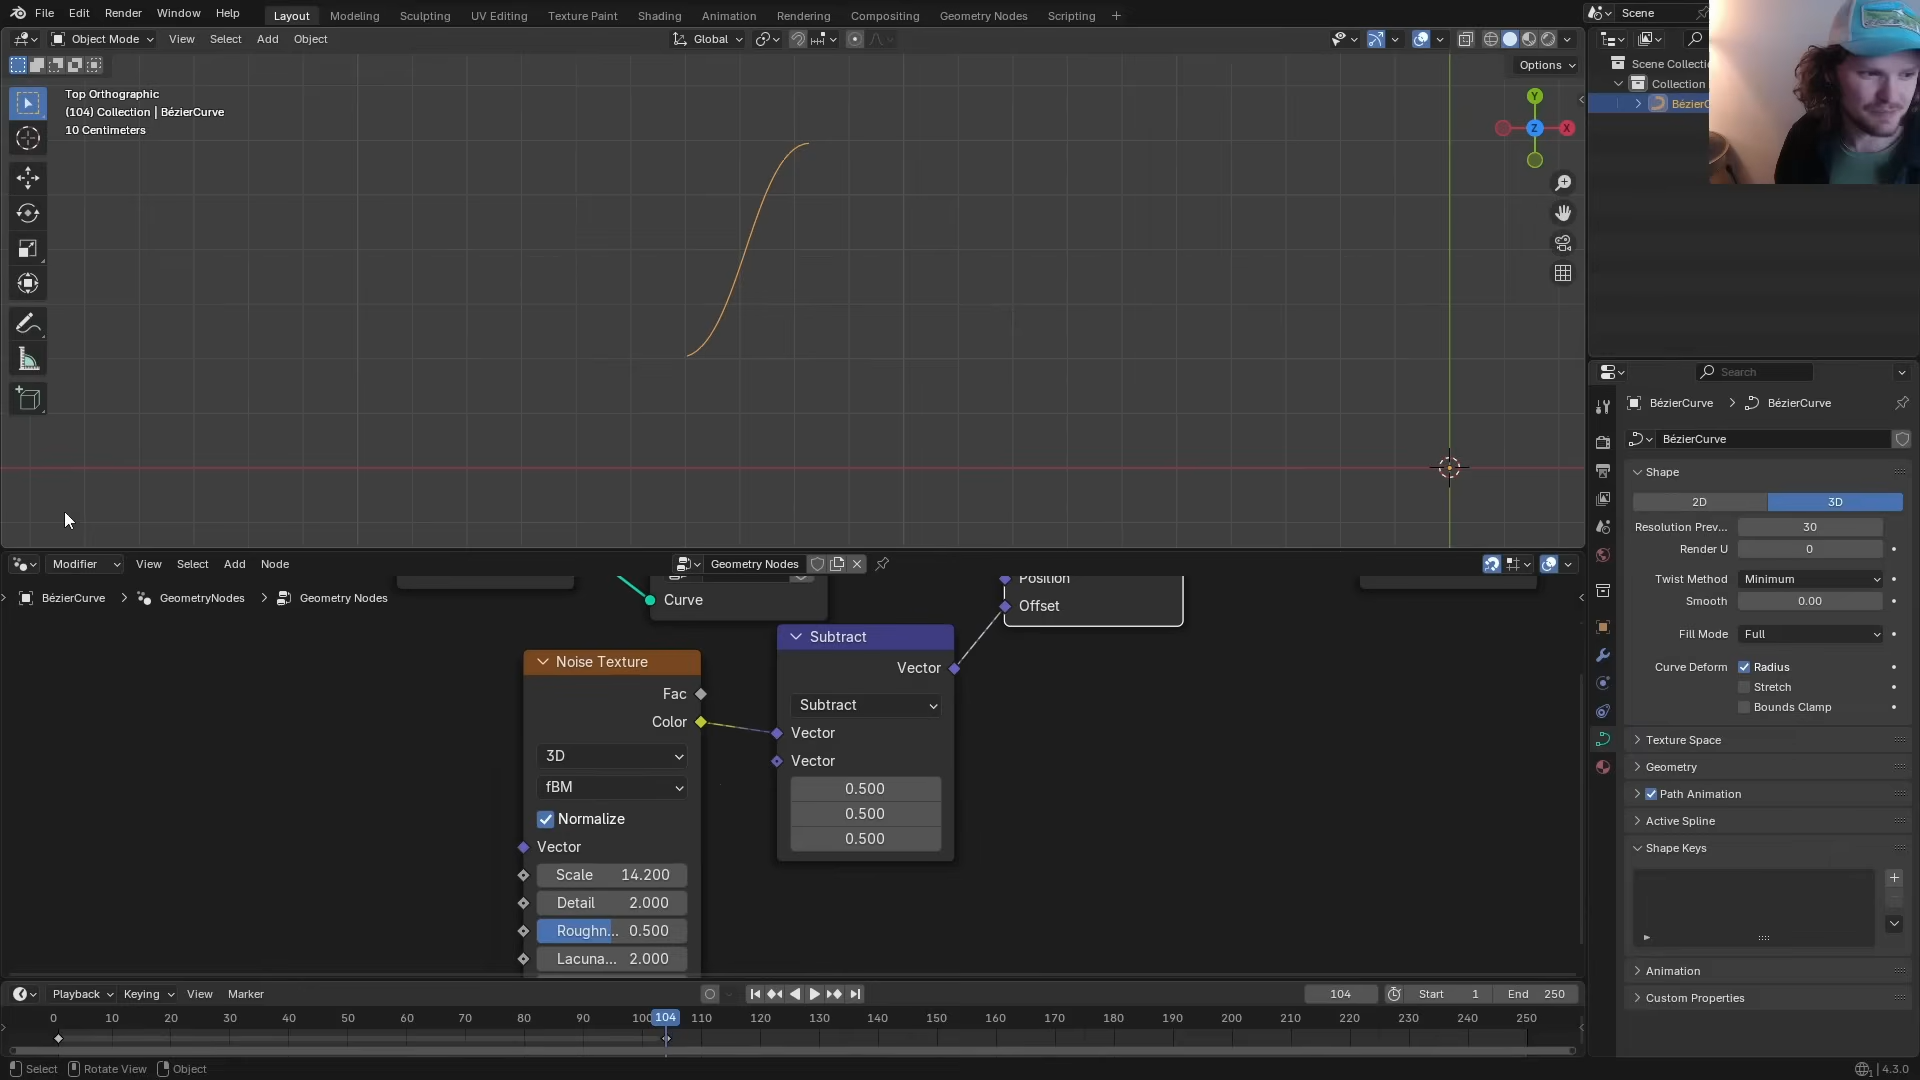 File Edit Render Window Help Layout Modeling Sculpting UV Editing Texture Paint Shading Animation Rendering Compositing Geometry Nodes Scripting + Scene
Object Mode View Select Add Object Global
Options
Top Orthographic
(104) Collection | BézierCurve
10 Centimeters
Y
X
Z
Scene Collecti
Collection
BézierC
Search
BézierCurve > BézierCurve
BézierCurve
Shape
2D 3D
Resolution Prev... 30
Render U 0
Twist Method Minimum
Smooth 0.00
Fill Mode Full
Curve Deform Radius
Stretch
Bounds Clamp
Texture Space
Geometry
Path Animation
Active Spline
Shape Keys
Animation
Custom Properties
Modifier View Select Add Node Geometry Nodes
BézierCurve > GeometryNodes > Geometry Nodes
Curve
Position
Offset
Subtract
Vector
Subtract
Vector
Vector
0.500
0.500
0.500
Noise Texture
Fac
Color
3D
fBM
Normalize
Vector
Scale 14.200
Detail 2.000
Roughn... 0.500
Lacuna... 2.000
Playback Keying View Marker 104 Start 1 End 250
0 10 20 30 40 50 60 70 80 90 100 104 110 120 130 140 150 160 170 180 190 200 210 220 230 240 250
Select Rotate View Object 4.3.0